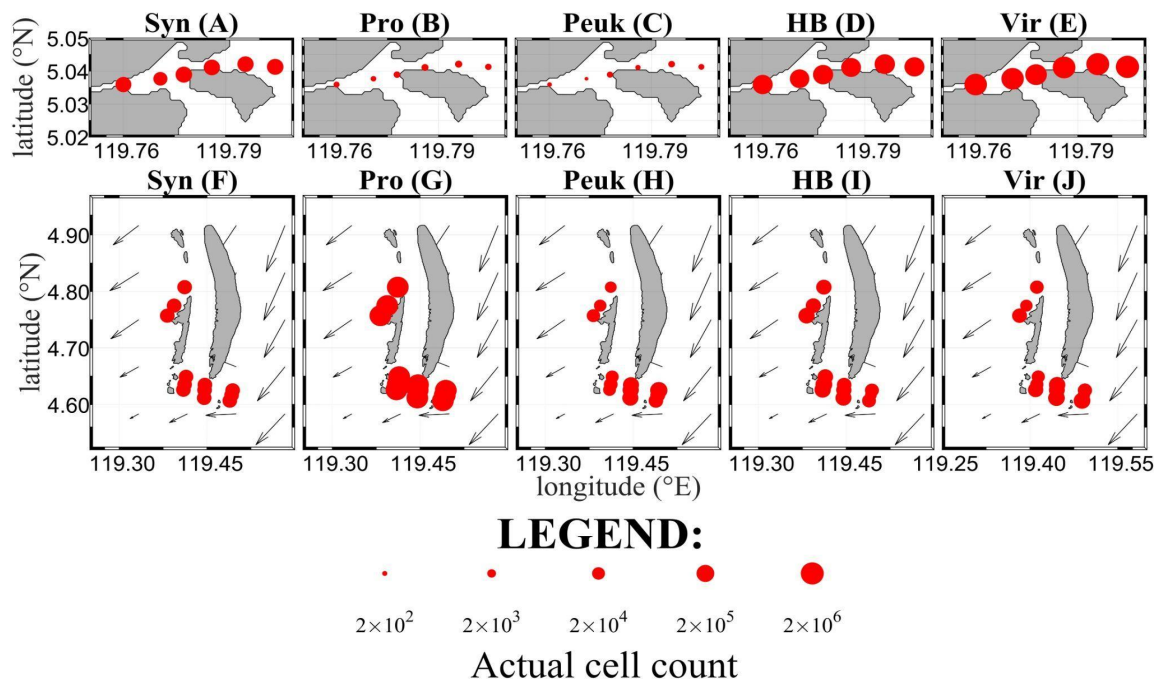 Syn (A) Pro (B) Peuk (C) HB (D) Vir (E)
latitude (°N)
5.05
5.04
5.03
5.02
119.76 119.79 119.76 119.79 119.76 119.79 119.76 119.79 119.76 119.79
Syn (F) Pro (G) Peuk (H) HB (I) Vir (J)
latitude (°N)
4.90
4.80
4.70
4.60
119.30 119.45 119.30 119.45 119.30 119.45 119.30 119.45 119.25 119.40 119.55
longitude (°E)
LEGEND:
2×10² 2×10³ 2×10⁴ 2×10⁵ 2×10⁶
Actual cell count